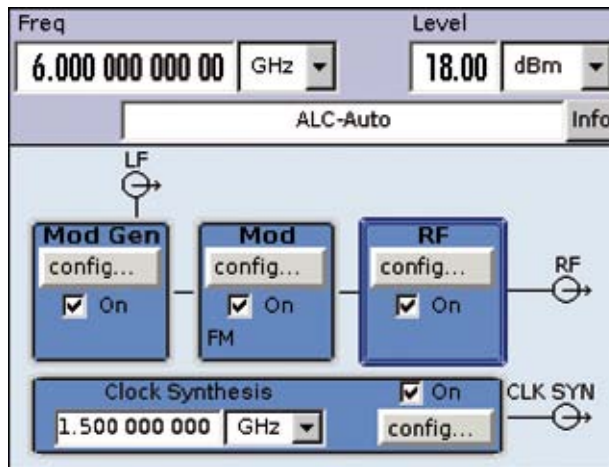 Freq Level
6.000 000 000 00 GHz 18.00 dBm
ALC-Auto Info
LF
Mod Gen Mod RF
config... config... config... RF
On On On
FM
Clock Synthesis On CLK SYN
1.500 000 000 GHz config...